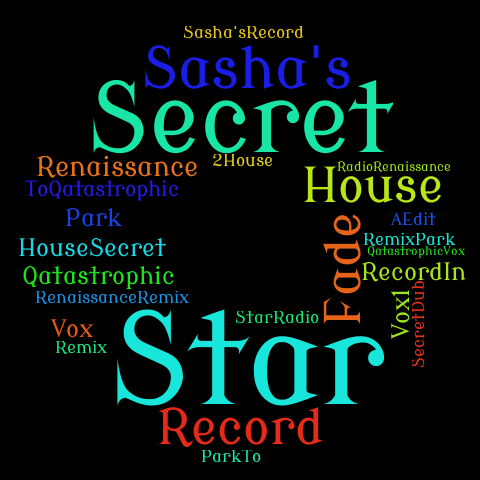 Sasha'sRecord
Sasha's
Secret
2House
Renaissance
RadioRenaissance
House
ToQatastrophic
Park
AEdit
Fade
HouseSecret
RemixPark
QatastrophicVox
Qatastrophic
RecordIn
RenaissanceRemix
Vox1
SecretDub
Star
StarRadio
Vox
Remix
Record
ParkTo